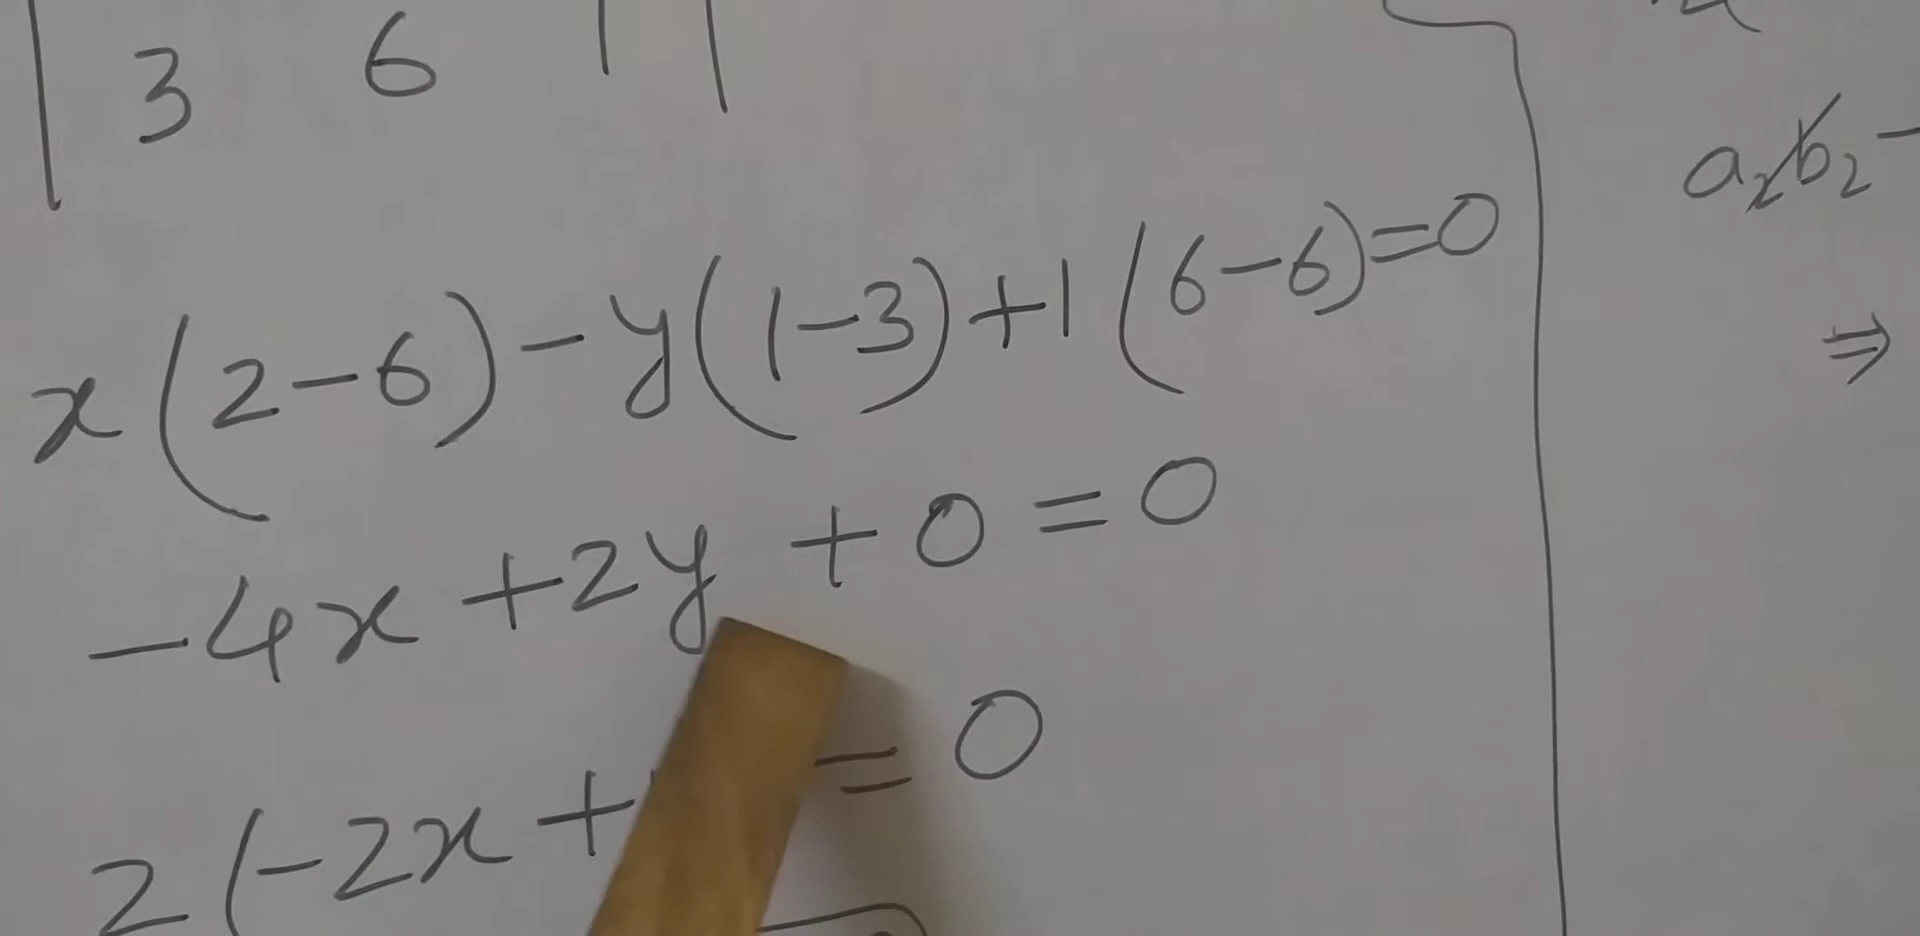 | 3 6 1 |
x(2-6)-y(1-3)+1(6-6)=0
-4x+2y+0=0
2(-2x+ =0
a₂b₂-
⇒